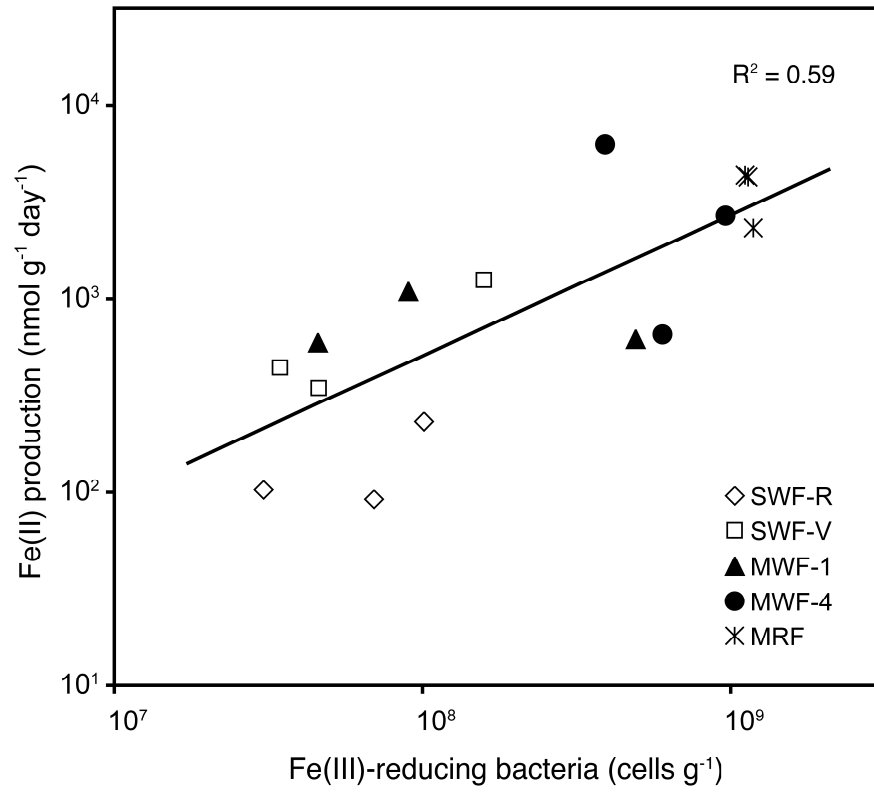 R² = 0.59
10⁴
10³
10²
10¹
Fe(II) production (nmol g⁻¹ day⁻¹)
SWF-R
SWF-V
MWF-1
MWF-4
MRF
10⁷ 10⁸ 10⁹
Fe(III)-reducing bacteria (cells g⁻¹)